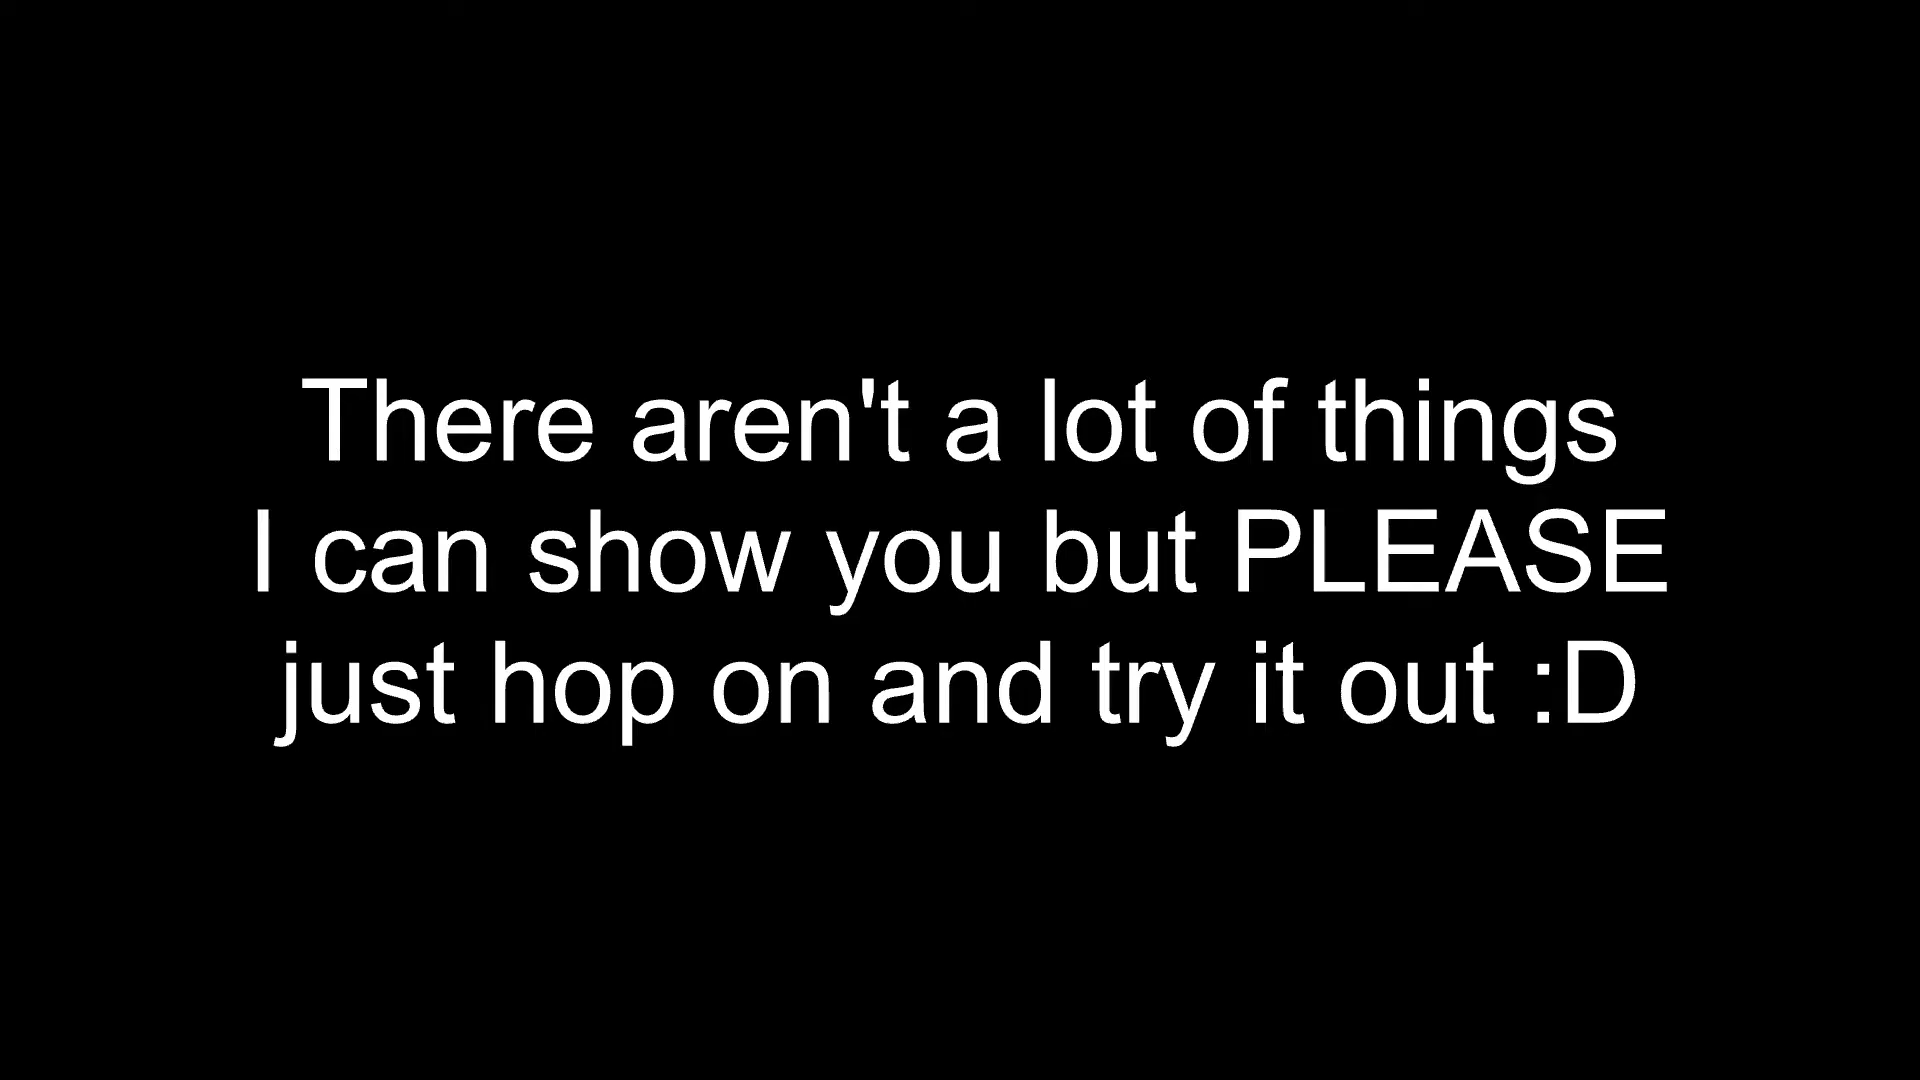 There aren't a lot of things
I can show you but PLEASE
just hop on and try it out :D